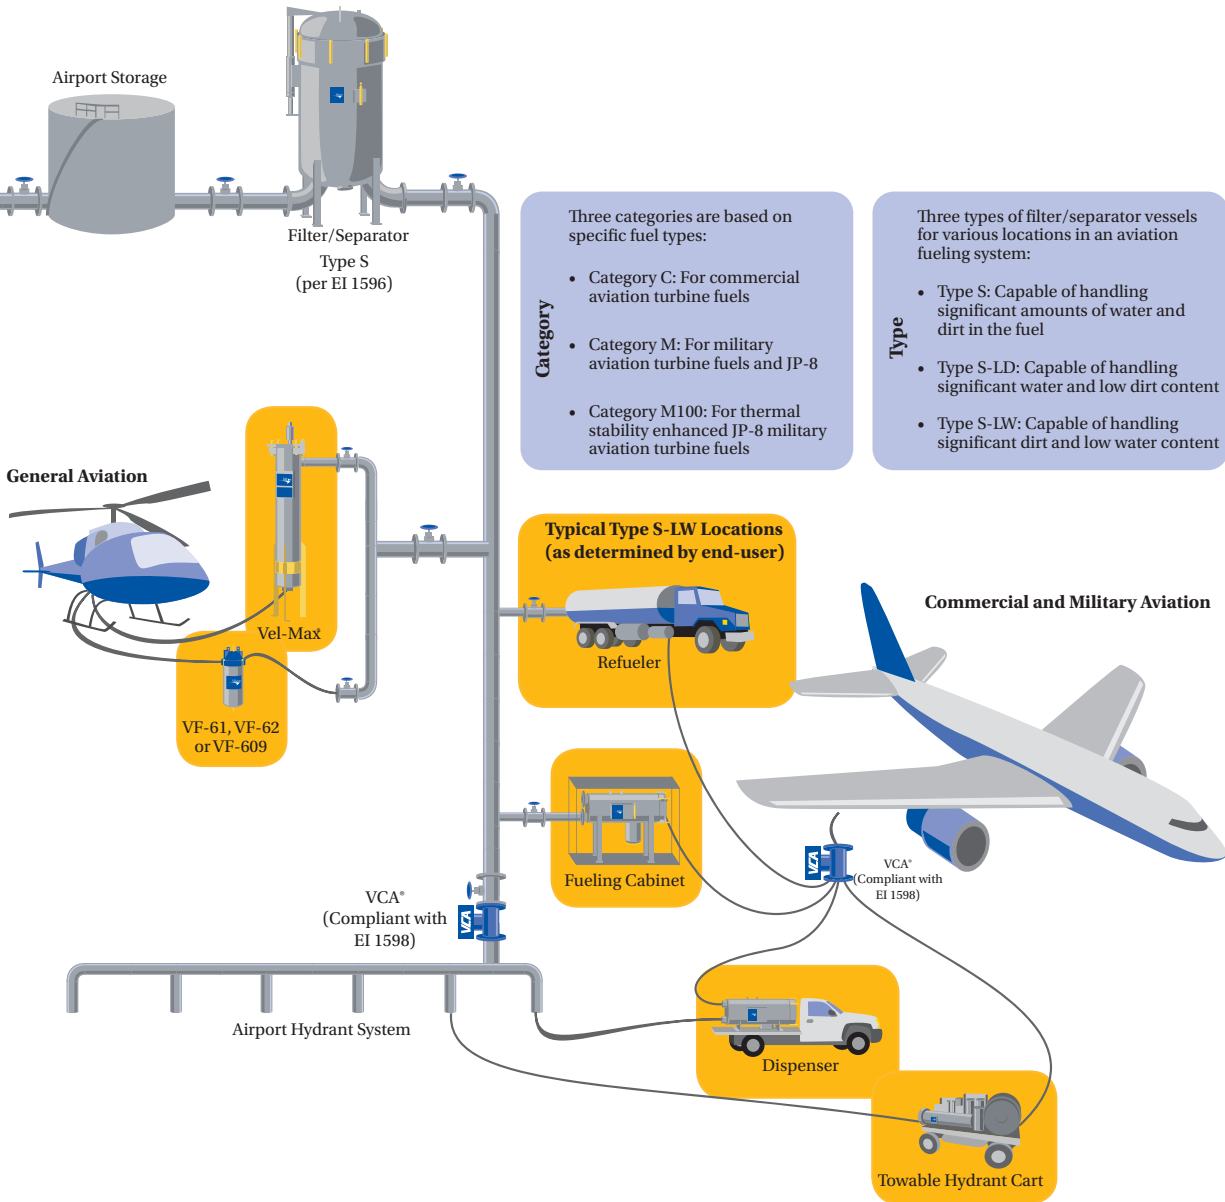 Airport Storage
Filter/Separator
Type S
(per EI 1596)
Category
Three categories are based on
specific fuel types:
• Category C: For commercial
aviation turbine fuels
• Category M: For military
aviation turbine fuels and JP-8
• Category M100: For thermal
stability enhanced JP-8 military
aviation turbine fuels
Type
Three types of filter/separator vessels
for various locations in an aviation
fueling system:
• Type S: Capable of handling
significant amounts of water and
dirt in the fuel
• Type S-LD: Capable of handling
significant water and low dirt content
• Type S-LW: Capable of handling
significant dirt and low water content
General Aviation
Vel-Max®
VF-61, VF-62
or VF-609
Typical Type S-LW Locations
(as determined by end-user)
Refueler
Commercial and Military Aviation
Fueling Cabinet
VCA
VCA®
(Compliant with
EI 1598)
VCA®
(Compliant with
EI 1598)
VCA
Airport Hydrant System
Dispenser
Towable Hydrant Cart